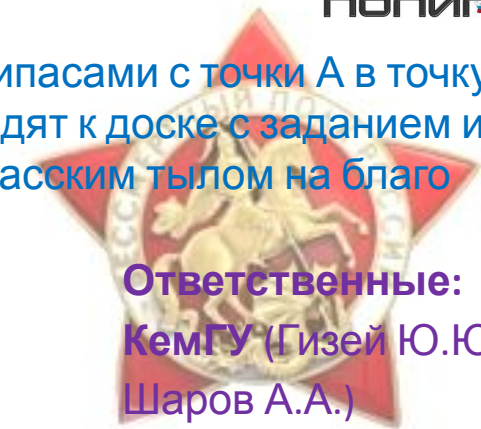 ипасами с точки А в точку
дят к доске с заданием и
асским тылом на благо
Ответственные:
КемГУ (Гизей Ю.Ю
Шаров А.А.)